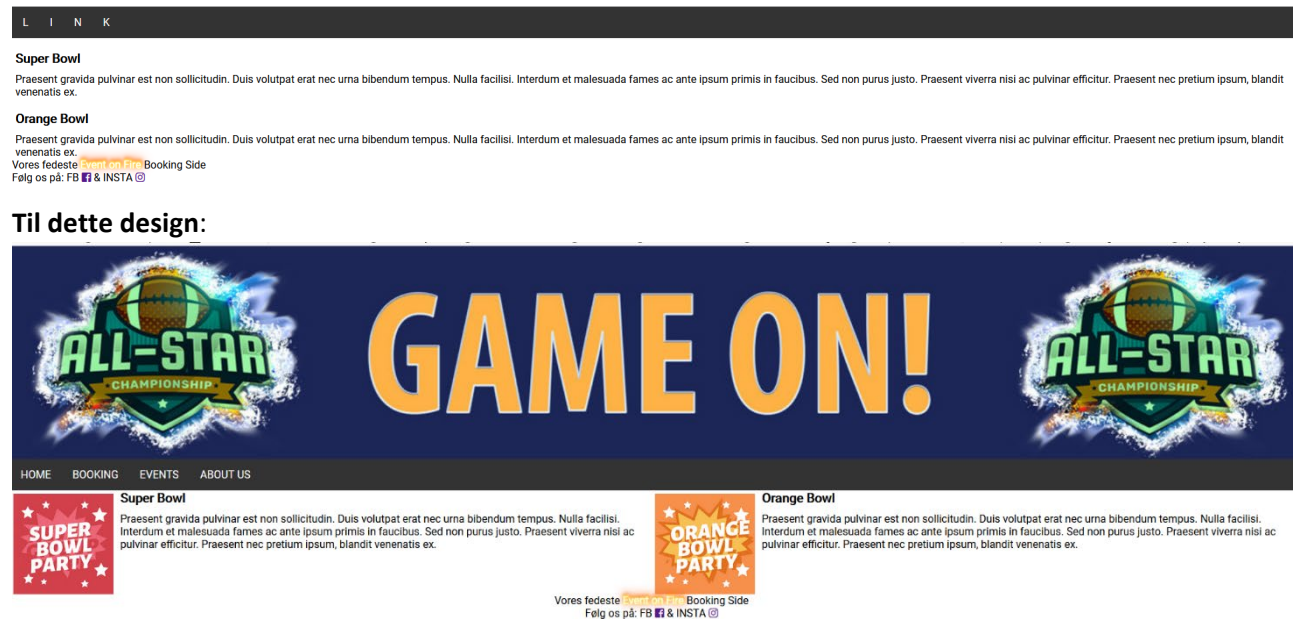 L I N K
Super Bowl
Praesent gravida pulvinar est non sollicitudin. Duis volutpat erat nec urna bibendum tempus. Nulla facilisi. Interdum et malesuada fames ac ante ipsum primis in faucibus. Sed non purus justo. Praesent viverra nisi ac pulvinar efficitur. Praesent nec pretium ipsum, blandit
venenatis ex.
Orange Bowl
Praesent gravida pulvinar est non sollicitudin. Duis volutpat erat nec urna bibendum tempus. Nulla facilisi. Interdum et malesuada fames ac ante ipsum primis in faucibus. Sed non purus justo. Praesent viverra nisi ac pulvinar efficitur. Praesent nec pretium ipsum, blandit
venenatis ex.
Vores fedeste Event on Fire Booking Side
Følg os på: FB & INSTA
Til dette design:
ALL-STAR
CHAMPIONSHIP
GAME ON!
ALL-STAR
CHAMPIONSHIP
HOME BOOKING EVENTS ABOUT US
SUPER
BOWL
PARTY
Super Bowl
Praesent gravida pulvinar est non sollicitudin. Duis volutpat erat nec urna bibendum tempus. Nulla facilisi.
Interdum et malesuada fames ac ante ipsum primis in faucibus. Sed non purus justo. Praesent viverra nisi ac
pulvinar efficitur. Praesent nec pretium ipsum, blandit venenatis ex.
ORANGE
BOWL
PARTY
Orange Bowl
Praesent gravida pulvinar est non sollicitudin. Duis volutpat erat nec urna bibendum tempus. Nulla facilisi.
Interdum et malesuada fames ac ante ipsum primis in faucibus. Sed non purus justo. Praesent viverra nisi ac
pulvinar efficitur. Praesent nec pretium ipsum, blandit venenatis ex.
Vores fedeste Event on Fire Booking Side
Følg os på: FB & INSTA